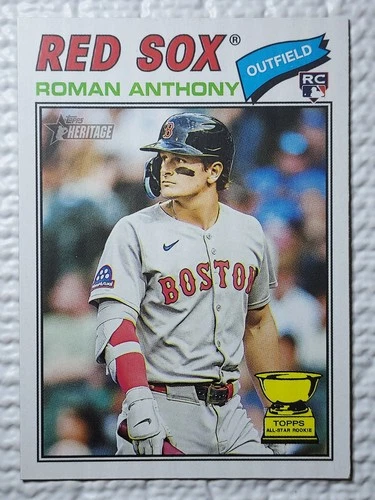 RED SOX®
OUTFIELD
ROMAN ANTHONY
RC
Topps
HERITAGE
B
BOSTON
TOPPS
ALL-STAR ROOKIE